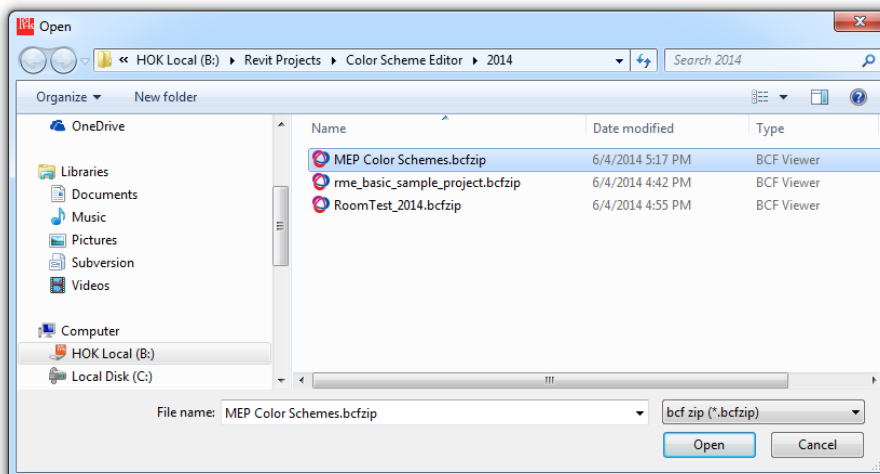 Open
« HOK Local (B:) Revit Projects Color Scheme Editor 2014 Search 2014
Organize New folder
OneDrive
Libraries
Documents
Music
Pictures
Subversion
Videos
Computer
HOK Local (B:)
Local Disk (C:)
Name Date modified Type
MEP Color Schemes.bcfzip 6/4/2014 5:17 PM BCF Viewer
rme_basic_sample_project.bcfzip 6/4/2014 4:42 PM BCF Viewer
RoomTest_2014.bcfzip 6/4/2014 4:55 PM BCF Viewer
File name: MEP Color Schemes.bcfzip bcf zip (*.bcfzip)
Open Cancel